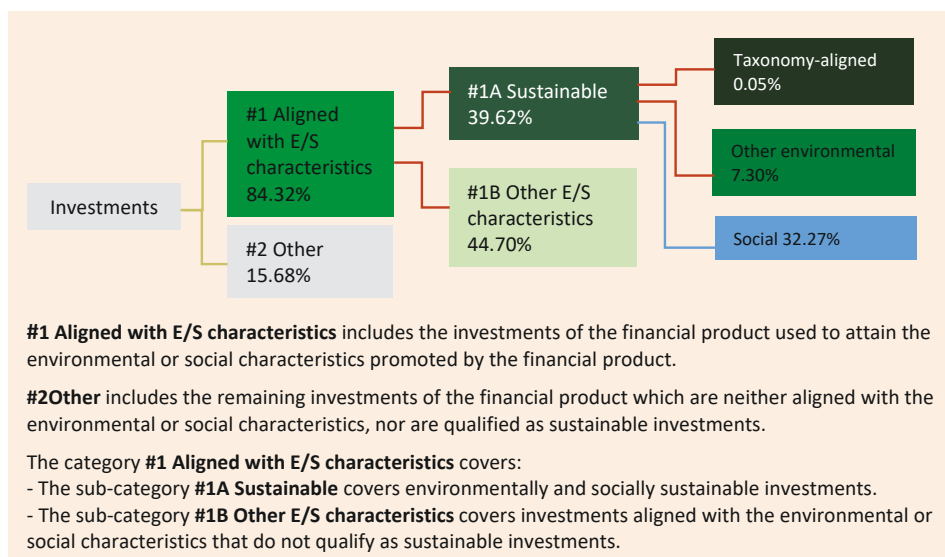 Investments
#1 Aligned
with E/S
characteristics
84.32%
#2 Other
15.68%
#1A Sustainable
39.62%
#1B Other E/S
characteristics
44.70%
Taxonomy-aligned
0.05%
Other environmental
7.30%
Social 32.27%
#1 Aligned with E/S characteristics includes the investments of the financial product used to attain the
environmental or social characteristics promoted by the financial product.
#2Other includes the remaining investments of the financial product which are neither aligned with the
environmental or social characteristics, nor are qualified as sustainable investments.
The category #1 Aligned with E/S characteristics covers:
- The sub-category #1A Sustainable covers environmentally and socially sustainable investments.
- The sub-category #1B Other E/S characteristics covers investments aligned with the environmental or
social characteristics that do not qualify as sustainable investments.